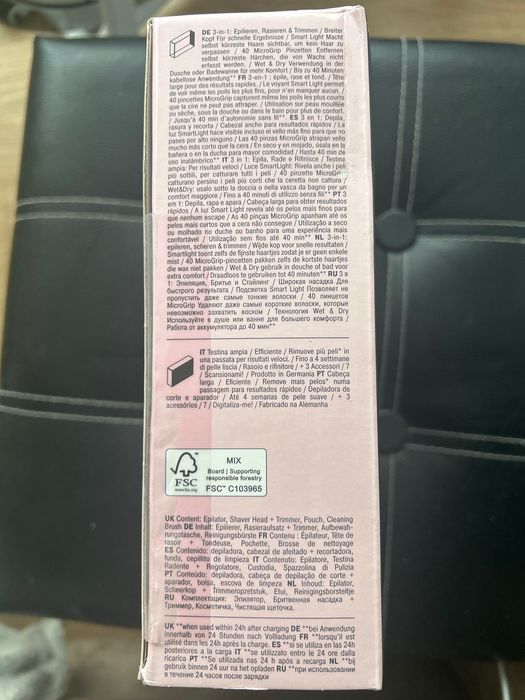 DE 3-in-1: Epilieren, Rasieren & Trimmen / Breiter
Kopf Für schnelle Ergebnisse / Smart Light Macht
selbst kürzeste Haare sichtbar, um kein Haar zu
verpassen / 40 MicroGrip Pinzetten Entfernen
selbst kürzeste Härchen, die von Wachs nicht
erfasst werden. / Wet & Dry Verwendung in der
Dusche oder Badewanne für mehr Komfort / Bis zu 40 Minuten
kabellose Anwendung** FR 3-en-1 : épile, rase et tond. / Tête
large pour des résultats rapides. / Le voyant Smart Light permet
de voir même les poils les plus fins, pour n'en manquer aucun. /
40 pincettes MicroGrip capturent même les poils les plus courts
que la cire ne peut pas attraper. / Utilisation sur peau mouillée
ou sèche, sous la douche ou dans le bain pour plus de confort.
/ Jusqu'à 40 min d'autonomie sans fil**. ES 3 en 1: Depila,
rasura y recorta / Cabezal ancho para resultados rápidos / La
luz SmartLight hace visible incluso el vello más fino para que no
pases por alto ninguno / Las 40 pinzas MicroGrip atrapan vello
mucho más corto que la cera / En seco y en mojado, úsala en la
bañera o en la ducha para mayor comodidad / Hasta 40 min de
uso inalámbrico** IT 3 in 1: Epila, Rade e Rifinisce / Testina
ampia: Per risultati veloci / Luce SmartLight: Rivela anche i peli
più sottili, per catturare tutti i peli / 40 pinzette MicroGrip:
catturano persino i peli più corti che la ceretta non cattura /
Wet&Dry: usalo sotto la doccia o nella vasca da bagno per un
comfort maggiore / Fino a 40 minuti di utilizzo senza fili** PT 3
em 1: Depila, rapa e apara / Cabeça larga para obter resultados
rápidos / A luz Smart Light revela até os pelos mais finos para
que nenhum escape / As 40 pinças MicroGrip apanham até os
pelos mais curtos que a cera não consegue / Utilização a seco
ou molhado no duche ou banho para uma experiência mais
confortável / Utilização sem fios até 40 min** NL 3-in-1:
epileren, scheren & trimmen / Wijde kop voor snelle resultaten /
Smartlight toont zelfs de fijnste haartjes zodat je er geen enkele
mist / 40 MicroGrip-pincetten pakken zelfs de kortste haartjes
die wax niet pakken / Wet & Dry gebruik in douche of bad voor
extra comfort / Draadloos te gebruiken tot 40 minuten** RU 3 в
1: Эпиляция, Бритье и Стайлинг / Широкая насадка Для
быстрого результата / Подсветка Smart Light Позволяет не
пропустить даже самые тонкие волоски / 40 пинцетов
MicroGrip Удаляют даже самые короткие волоски, которые
невозможно захватить воском / Технология Wet & Dry
Используйте в душе или ванне для большего комфорта /
Работа от аккумулятора до 40 мин**
IT Testina ampia / Efficiente / Rimuove più peli* in
una passata per risultati veloci. / Fino a 4 settimane
di pelle liscia / Rasoio e rifinitore / + 3 Accessori / 7
/ Scansionami! / Prodotto in Germania PT Cabeça
larga / Eficiente / Remove mais pelos* numa
passagem para resultados rápidos. / Depiladora de
corte e aparador / Até 4 semanas de pele suave / + 3
acessórios / 7 / Digitaliza-me! / Fabricado na Alemanha
FSC
www.fsc.org
MIX
Board | Supporting
responsible forestry
FSC™ C103965
UK Content: Epilator, Shaver Head + Trimmer, Pouch, Cleaning
Brush DE Inhalt: Epilierer, Rasieraufsatz + Trimmer, Aufbewah-
rungstasche, Reinigungsbürste FR Contenu : Épilateur, Tête de
rasoir + Tondeuse, Pochette, Brosse de nettoyage
ES Contenido: depiladora, cabezal de afeitado + recortadora,
funda, cepillo de limpieza IT Contenuto: Epilatore, Testina
Radente + Regolatore, Custodia, Spazzolina di Pulizia
PT Conteúdo: depiladora, cabeça de depilação de corte +
aparador, bolsa, escova de limpeza NL Inhoud: Epilator,
Scheerkop + Trimmeropzetstuk, Etui, Reinigingsborsteltje
RU Комплектация: Эпилятор, Бритвенная насадка +
Триммер, Косметичка, Чистящая щеточка.
UK **when used within 24h after charging DE **bei Anwendung
innerhalb von 24 Stunden nach Vollladung FR **lorsqu'il est
utilisé dans les 24h après la charge. ES **si se utiliza en las 24h
posteriores a la carga IT **se utilizzato entro le 24 ore dalla
ricarica PT **Se utilizada nas 24 h após a recarga NL **bij
gebruik binnen 24 uur na het opladen RU **при использовании
в течение 24 часов после зарядки